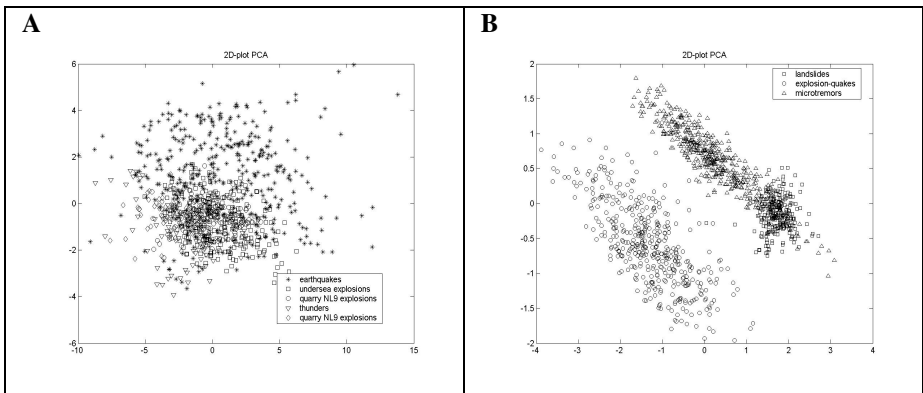 A
2D-plot PCA
6
4
2
0
-2
-4
-6
-10
-5
0
5
10
15
earthquakes
undersea explosions
quarry NL9 explosions
thunders
quarry NL9 explosions
B
2D-plot PCA
2
1.5
1
0.5
0
-0.5
-1
-1.5
-2
-4
-3
-2
-1
0
1
2
3
4
landslides
explosion-quakes
microtremors